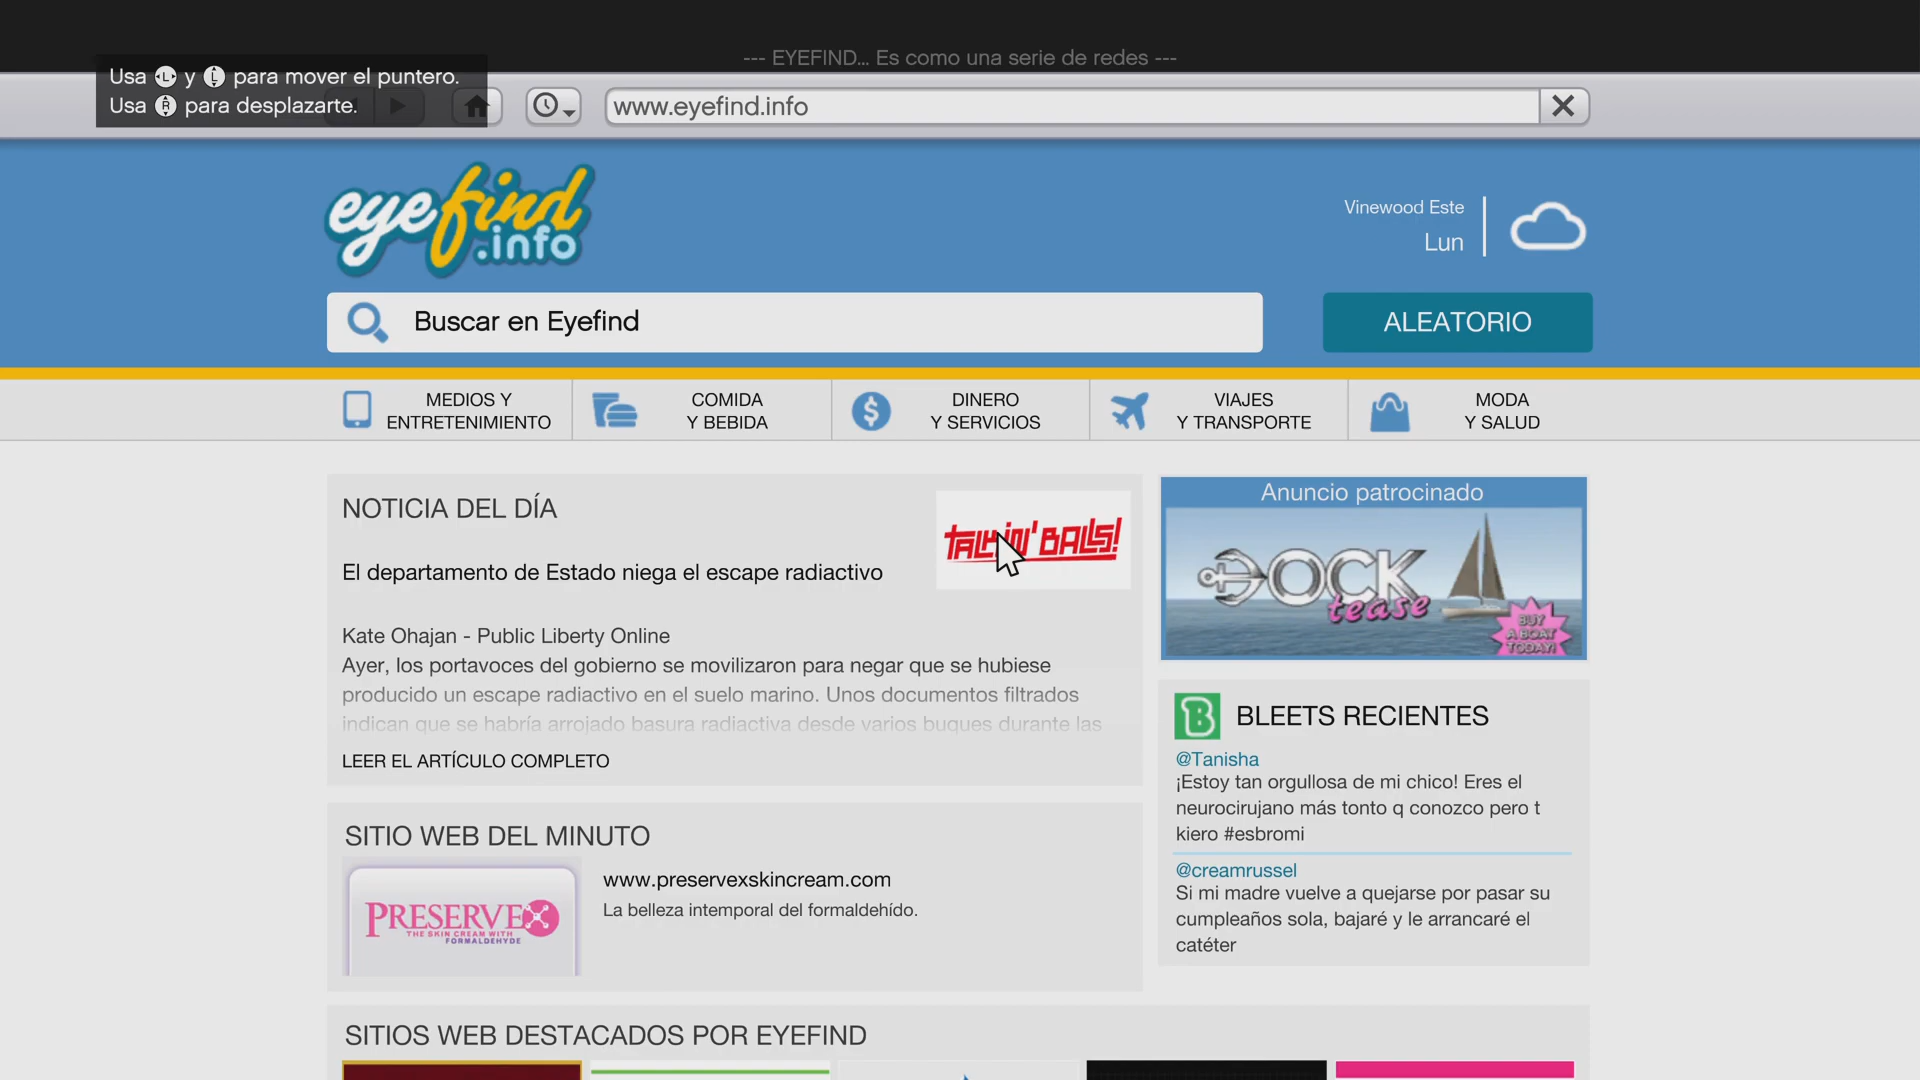 --- EYEFIND... Es como una serie de redes ---
Usa L y L para mover el puntero.
Usa R para desplazarte.
www.eyefind.info
eyefind
.info
Vinewood Este
Lun
Buscar en Eyefind
ALEATORIO
MEDIOS Y
ENTRETENIMIENTO
COMIDA
Y BEBIDA
DINERO
Y SERVICIOS
VIAJES
Y TRANSPORTE
MODA
Y SALUD
NOTICIA DEL DÍA
TALKIN' BALLS!
El departamento de Estado niega el escape radiactivo
Kate Ohajan - Public Liberty Online
Ayer, los portavoces del gobierno se movilizaron para negar que se hubiese
producido un escape radiactivo en el suelo marino. Unos documentos filtrados
indican que se habría arrojado basura radiactiva desde varios buques durante las
LEER EL ARTÍCULO COMPLETO
Anuncio patrocinado
DOCK
tease
BUY
A BOAT
TODAY!
B BLEETS RECIENTES
@Tanisha
¡Estoy tan orgullosa de mi chico! Eres el
neurocirujano más tonto q conozco pero t
kiero #esbromi
@creamrussel
Si mi madre vuelve a quejarse por pasar su
cumpleaños sola, bajaré y le arrancaré el
catéter
SITIO WEB DEL MINUTO
PRESERVEX
THE SKIN CREAM WITH
FORMALDEHYDE
www.preservexskincream.com
La belleza intemporal del formaldehído.
SITIOS WEB DESTACADOS POR EYEFIND